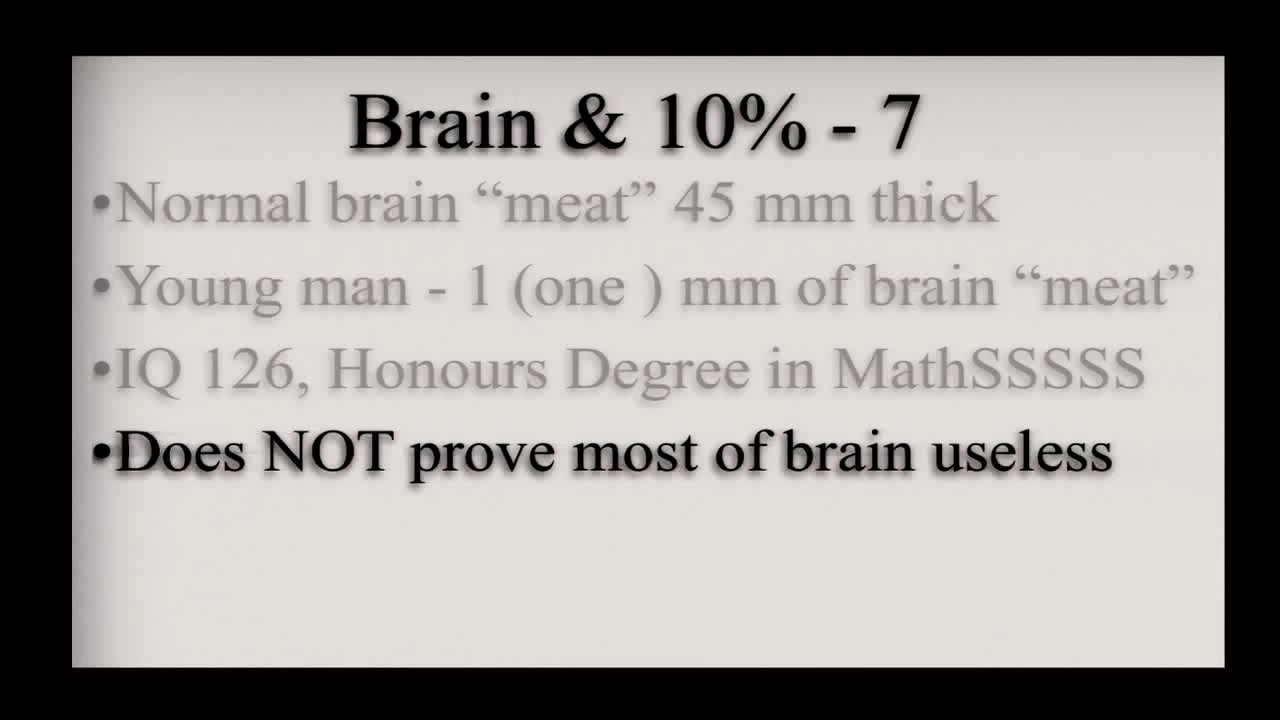 Brain & 10% - 7
•Normal brain “meat” 45 mm thick
•Young man - 1 (one ) mm of brain “meat”
•IQ 126, Honours Degree in MathSSSSS
•Does NOT prove most of brain useless